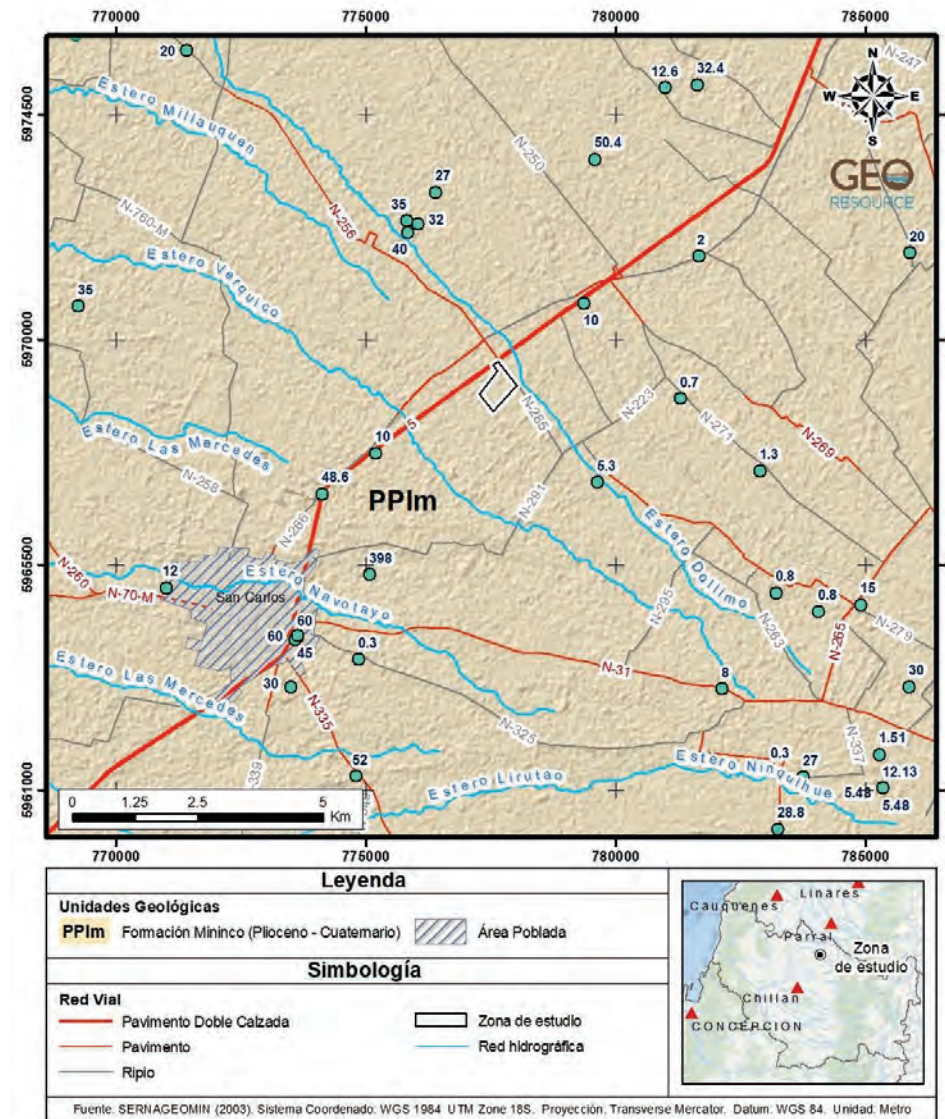 770000 775000 780000 785000
20
12.6
32.4
N-247
N
W E
S
5974500
Estero Millauquen
50.4
N-250
GEO
RESOURCE
27
35
32
40
N-256
N-760-M
20
2
Estero Verquico
35
10
5970000
0.7
N-265
N-223
N-271
N-269
5
10
Estero Las Mercedes
1.3
48.6
PPlm
5.3
N-258
N-266
N-291
Estero Dollimo
5965500
398
12
N-260
N-70-M
Estero Navotayo
San Carlos
0.8
0.8
15
N-295
N-263
N-265
N-279
60
60
45
0.3
30
Estero Las Mercedes
N-31
8
30
N-335
N-325
N-337
1.51
52
0.3
27
Estero Ninquihue
12.13
5.48
5.48
N-339
Estero Lirutao
5961000
28.8
0 1.25 2.5 5
Km
770000 775000 780000 785000
Leyenda
Unidades Geológicas
PPlm Formación Mininco (Plioceno - Cuaternario) Área Poblada
Simbología
Red Vial
Pavimento Doble Calzada Zona de estudio
Pavimento Red hidrográfica
Ripio
Linares
Cauquenes
Parral
Zona
de estudio
Chillan
CONCEPCION
Fuente: SERNAGEOMIN (2003). Sistema Coordenado: WGS 1984 UTM Zone 18S. Proyección: Transverse Mercator. Datum: WGS 84. Unidad: Metro